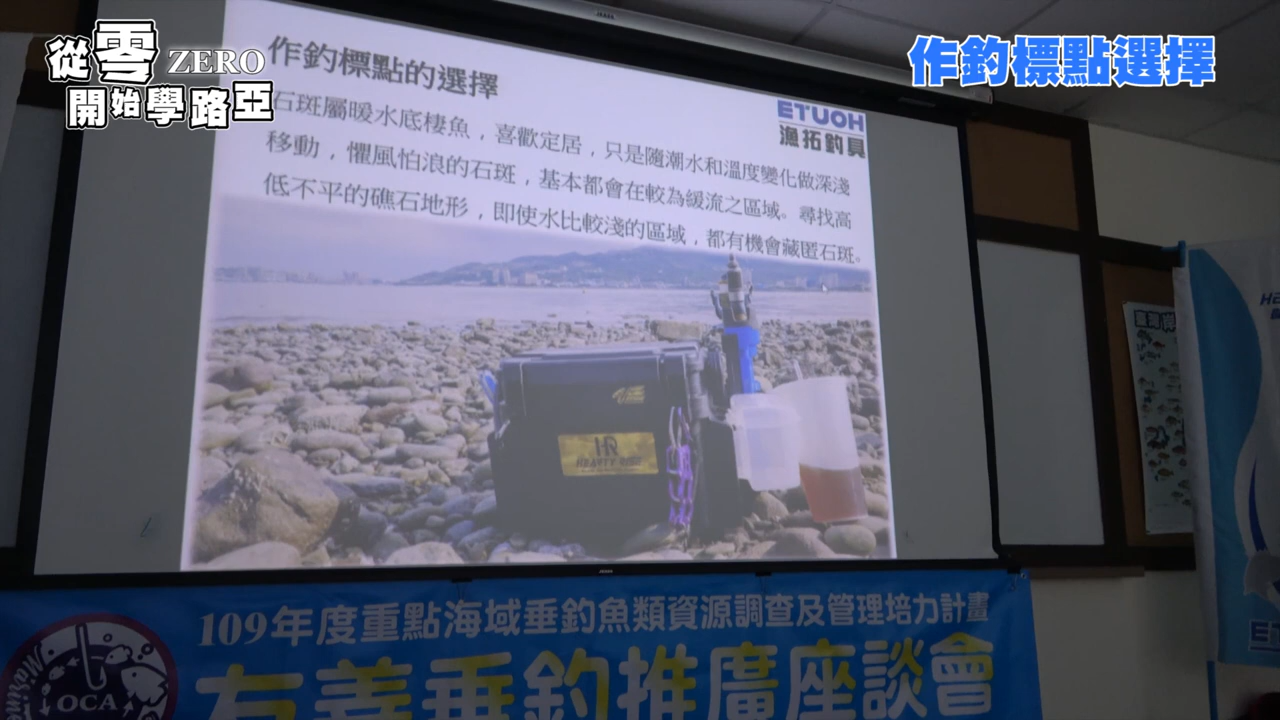 從零ZERO
開始學路亞
作釣標點選擇
作釣標點的選擇
ETUOH
漁拓釣具
石斑屬暖水底棲魚，喜歡定居，只是隨潮水和溫度變化做深淺
移動，懼風怕浪的石斑，基本都會在較為緩流之區域。尋找高
低不平的礁石地形，即使水比較淺的區域，都有機會藏匿石斑。
HR
HEARTY RISE
109年度重點海域垂釣魚類資源調查及管理培力計畫
友善垂釣推廣座談會
OCA